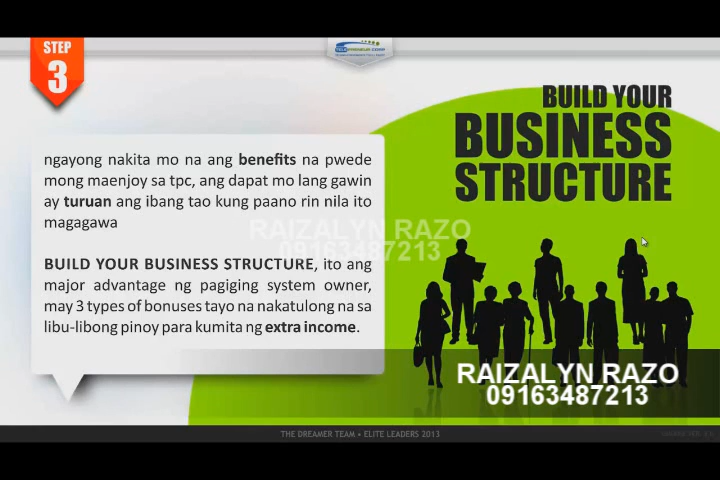 STEP
3
BUILD YOUR
BUSINESS
STRUCTURE
ngayong nakita mo na ang benefits na pwede
mong maenjoy sa tpc, ang dapat mo lang gawin
ay turuan ang ibang tao kung paano rin nila ito
magagawa
BUILD YOUR BUSINESS STRUCTURE, ito ang
major advantage ng pagiging system owner,
may 3 types of bonuses tayo na nakatulong na sa
libu-libong pinoy para kumita ng extra income.
RAIZALYN RAZO
09163487213
RAIZALYN RAZO
09163487213
THE DREAMER TEAM • ELITE LEADERS 2013